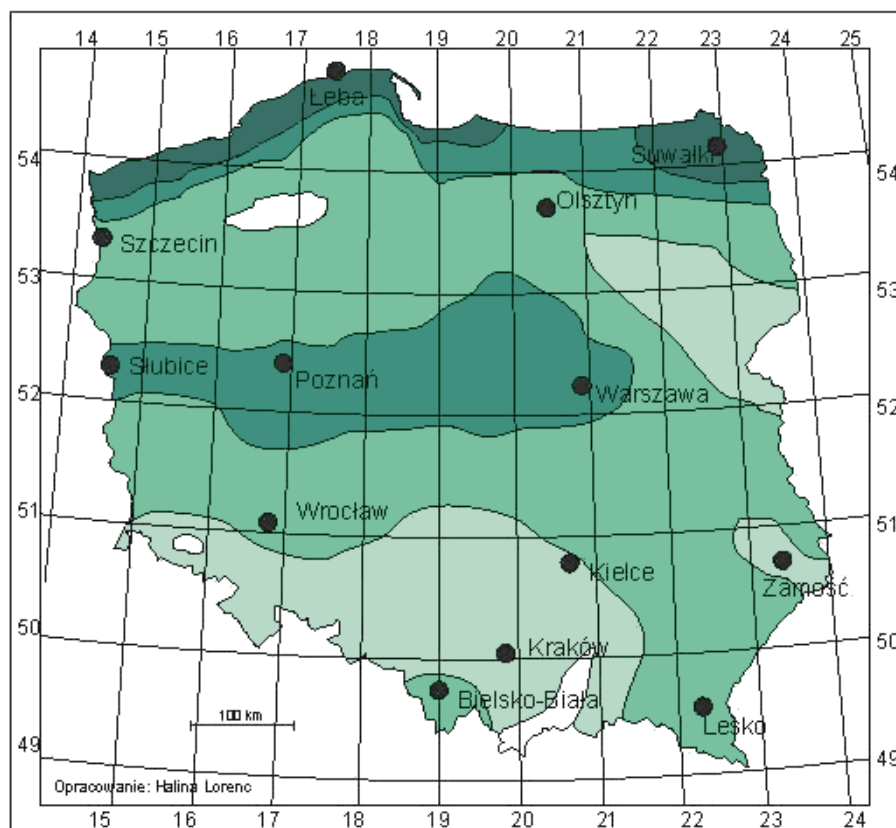 14 15 16 17 18 19 20 21 22 23 24 25
Łeba
54 Suwałki 54
Olsztyn
Szczecin
53 53
Słubice
Poznań
52 Warszawa 52
51 Wrocław 51
Kielce
Zamość
50 Kraków 50
Bielsko-Biała
100 km
Lesko
49 49
Opracowanie: Halina Lorenc
15 16 17 18 19 20 21 22 23 24